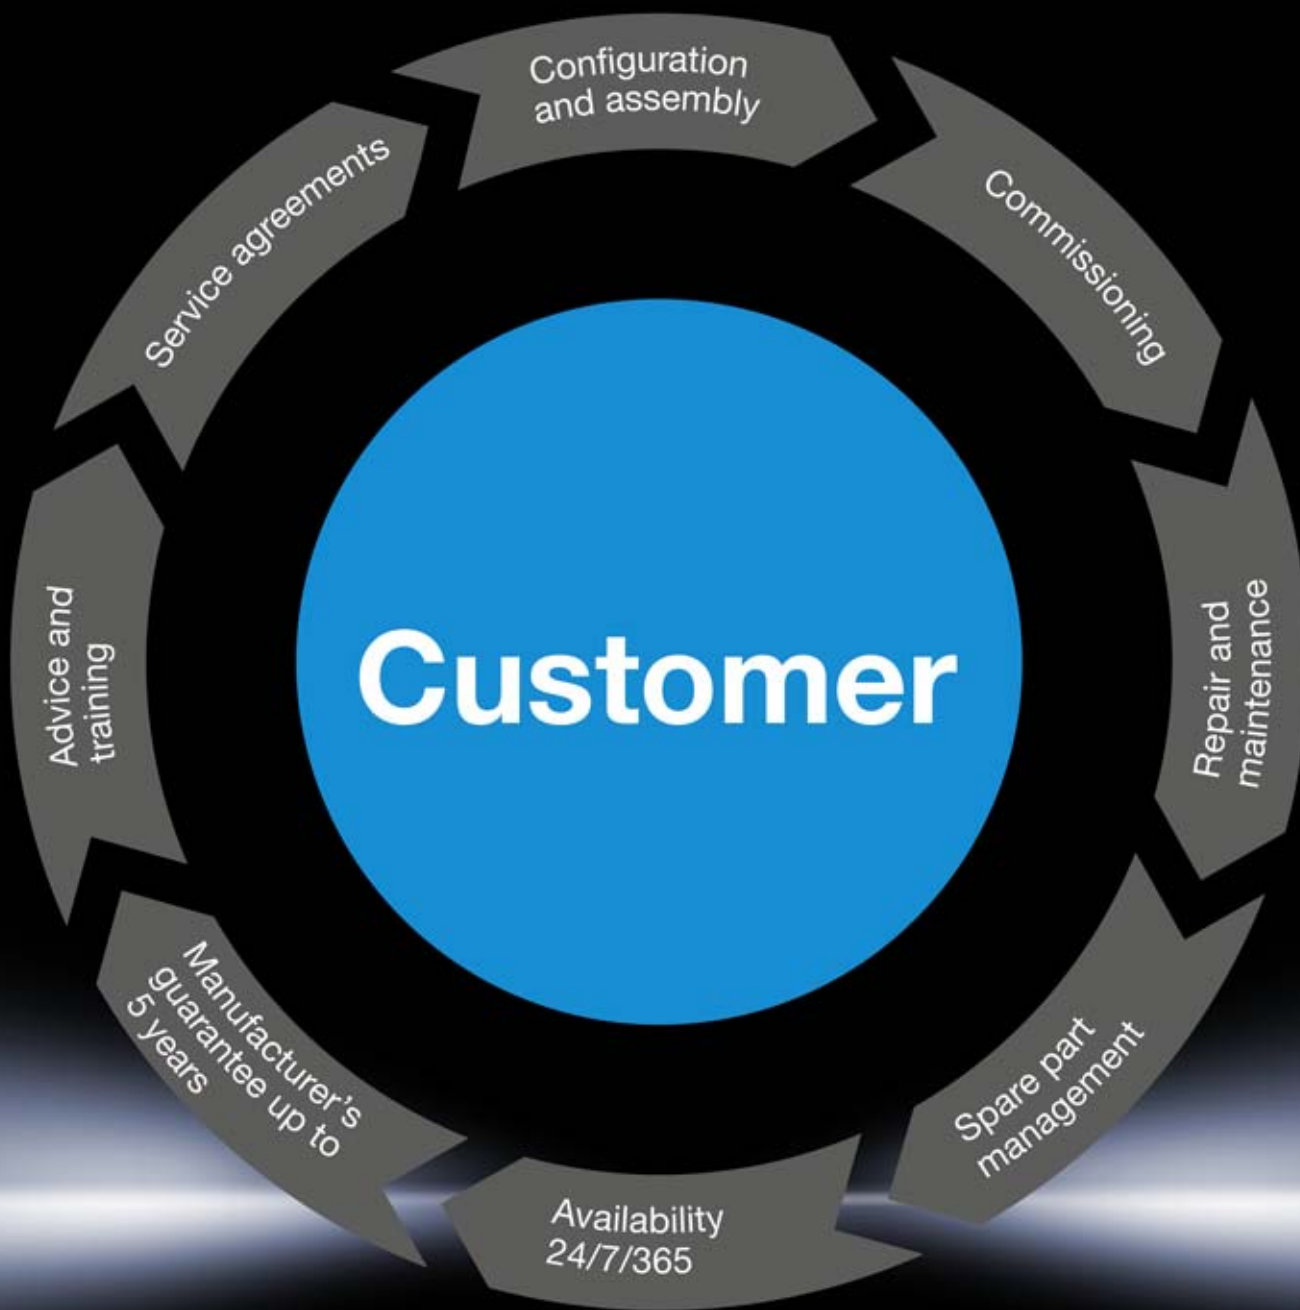 Configuration
and assembly
Commissioning
Repair and
maintenance
Spare part
management
Availability
24/7/365
Manufacturer's
guarantee up to
5 years
Advice and
training
Service agreements
Customer